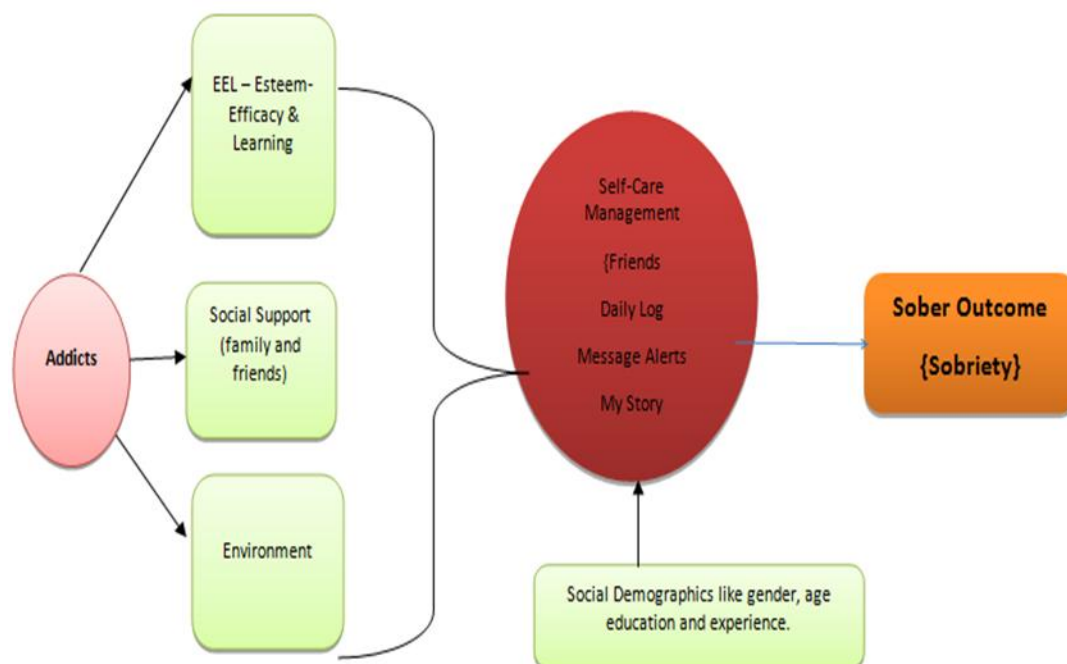 EEL – Esteem-
Efficacy &
Learning
Addicts
Social Support
(family and
friends)
Environment
Self-Care
Management
{Friends
Daily Log
Message Alerts
My Story
Social Demographics like gender, age
education and experience.
Sober Outcome
{Sobriety}